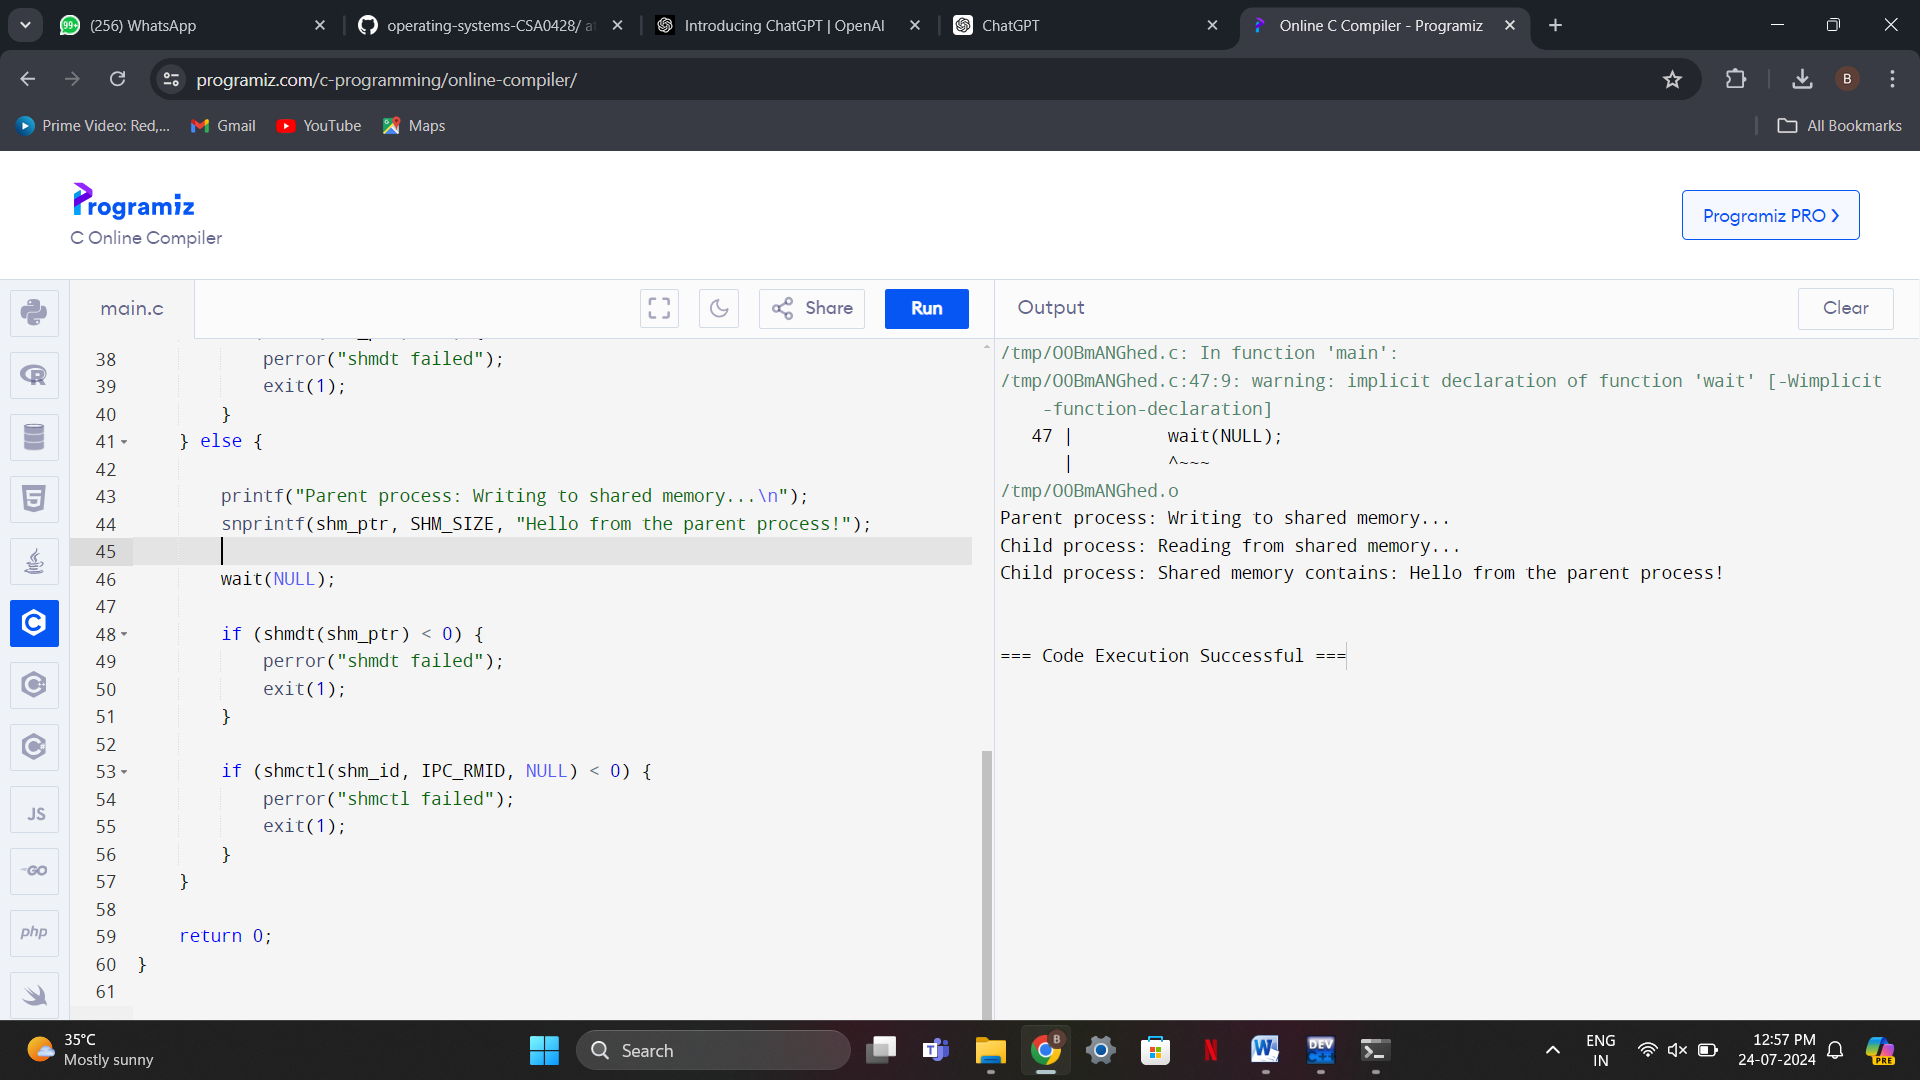 (256) WhatsApp
operating-systems-CSA0428/ at
Introducing ChatGPT | OpenAI
ChatGPT
Online C Compiler - Programiz
programiz.com/c-programming/online-compiler/
B
Prime Video: Red,...
Gmail
YouTube
Maps
All Bookmarks
Programiz
C Online Compiler
Programiz PRO
main.c
Share
Run
Output
Clear
38 perror("shmdt failed");
39 exit(1);
40 }
41 } else {
42
43 printf("Parent process: Writing to shared memory...\n");
44 snprintf(shm_ptr, SHM_SIZE, "Hello from the parent process!");
45
46 wait(NULL);
47
48 if (shmdt(shm_ptr) < 0) {
49 perror("shmdt failed");
50 exit(1);
51 }
52
53 if (shmctl(shm_id, IPC_RMID, NULL) < 0) {
54 perror("shmctl failed");
55 exit(1);
56 }
57 }
58
59 return 0;
60 }
61
/tmp/OOBmANGhed.c: In function 'main':
/tmp/OOBmANGhed.c:47:9: warning: implicit declaration of function 'wait' [-Wimplicit
-function-declaration]
47 | wait(NULL);
| ^~~~
/tmp/OOBmANGhed.o
Parent process: Writing to shared memory...
Child process: Reading from shared memory...
Child process: Shared memory contains: Hello from the parent process!
=== Code Execution Successful ===
JS
GO
php
35°C
Mostly sunny
Search
ENG
IN
12:57 PM
24-07-2024